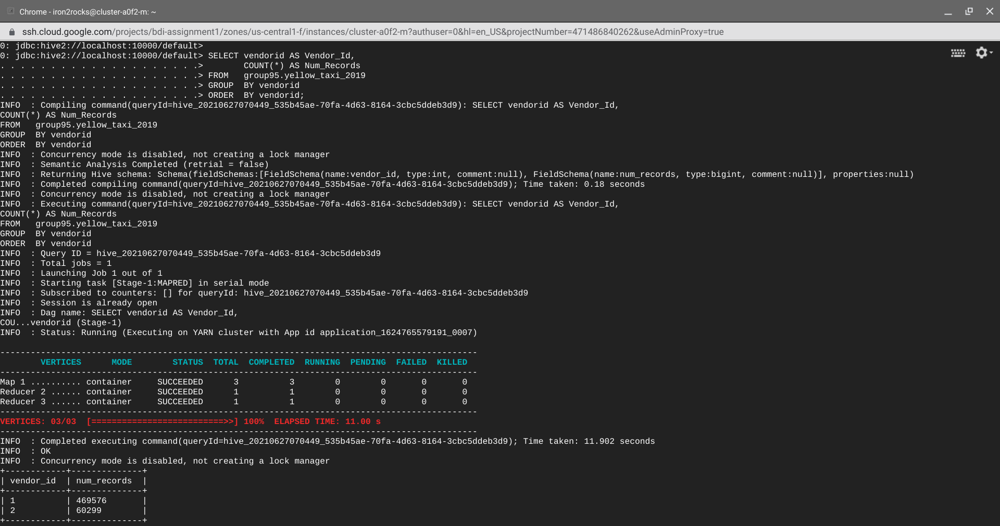 Chrome - iron2rocks@cluster-a0f2-m: ~
ssh.cloud.google.com/projects/bdi-assignment1/zones/us-central1-f/instances/cluster-a0f2-m?authuser=0&hl=en_US&projectNumber=471486840262&useAdminProxy=true
0: jdbc:hive2://localhost:10000/default>
0: jdbc:hive2://localhost:10000/default> SELECT vendorid AS Vendor_Id,
. . . . . . . . . . . . . . . . . . . .>        COUNT(*) AS Num_Records
. . . . . . . . . . . . . . . . . . . .> FROM   group95.yellow_taxi_2019
. . . . . . . . . . . . . . . . . . . .> GROUP  BY vendorid
. . . . . . . . . . . . . . . . . . . .> ORDER  BY vendorid;
INFO  : Compiling command(queryId=hive_20210627070449_535b45ae-70fa-4d63-8164-3cbc5ddeb3d9): SELECT vendorid AS Vendor_Id,
COUNT(*) AS Num_Records
FROM   group95.yellow_taxi_2019
GROUP  BY vendorid
ORDER  BY vendorid
INFO  : Concurrency mode is disabled, not creating a lock manager
INFO  : Semantic Analysis Completed (retrial = false)
INFO  : Returning Hive schema: Schema(fieldSchemas:[FieldSchema(name:vendor_id, type:int, comment:null), FieldSchema(name:num_records, type:bigint, comment:null)], properties:null)
INFO  : Completed compiling command(queryId=hive_20210627070449_535b45ae-70fa-4d63-8164-3cbc5ddeb3d9); Time taken: 0.18 seconds
INFO  : Concurrency mode is disabled, not creating a lock manager
INFO  : Executing command(queryId=hive_20210627070449_535b45ae-70fa-4d63-8164-3cbc5ddeb3d9): SELECT vendorid AS Vendor_Id,
COUNT(*) AS Num_Records
FROM   group95.yellow_taxi_2019
GROUP  BY vendorid
ORDER  BY vendorid
INFO  : Query ID = hive_20210627070449_535b45ae-70fa-4d63-8164-3cbc5ddeb3d9
INFO  : Total jobs = 1
INFO  : Launching Job 1 out of 1
INFO  : Starting task [Stage-1:MAPRED] in serial mode
INFO  : Subscribed to counters: [] for queryId: hive_20210627070449_535b45ae-70fa-4d63-8164-3cbc5ddeb3d9
INFO  : Session is already open
INFO  : Dag name: SELECT vendorid AS Vendor_Id,
COU...vendorid (Stage-1)
INFO  : Status: Running (Executing on YARN cluster with App id application_1624765579191_0007)
----------------------------------------------------------------------------------------------
        VERTICES      MODE        STATUS  TOTAL  COMPLETED  RUNNING  PENDING  FAILED  KILLED
----------------------------------------------------------------------------------------------
Map 1 .......... container     SUCCEEDED      3          3        0        0       0       0
Reducer 2 ...... container     SUCCEEDED      1          1        0        0       0       0
Reducer 3 ...... container     SUCCEEDED      1          1        0        0       0       0
----------------------------------------------------------------------------------------------
VERTICES: 03/03  [==========================>>] 100%  ELAPSED TIME: 11.00 s
----------------------------------------------------------------------------------------------
INFO  : Completed executing command(queryId=hive_20210627070449_535b45ae-70fa-4d63-8164-3cbc5ddeb3d9); Time taken: 11.902 seconds
INFO  : OK
INFO  : Concurrency mode is disabled, not creating a lock manager
+------------+--------------+
| vendor_id  | num_records  |
+------------+--------------+
| 1          | 469576       |
| 2          | 60299        |
+------------+--------------+